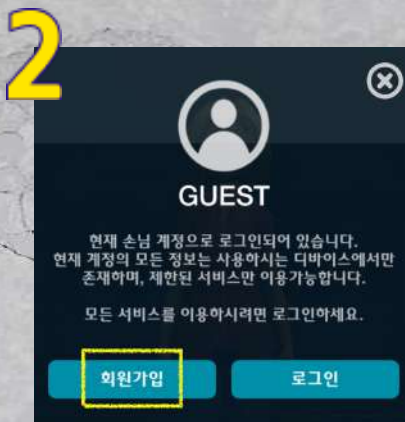 2
GUEST
현재 손님 계정으로 로그인되어 있습니다.
현재 계정의 모든 정보는 사용하시는 디바이스에서만
존재하며, 제한된 서비스만 이용가능합니다.
모든 서비스를 이용하시려면 로그인하세요.
회원가입 로그인